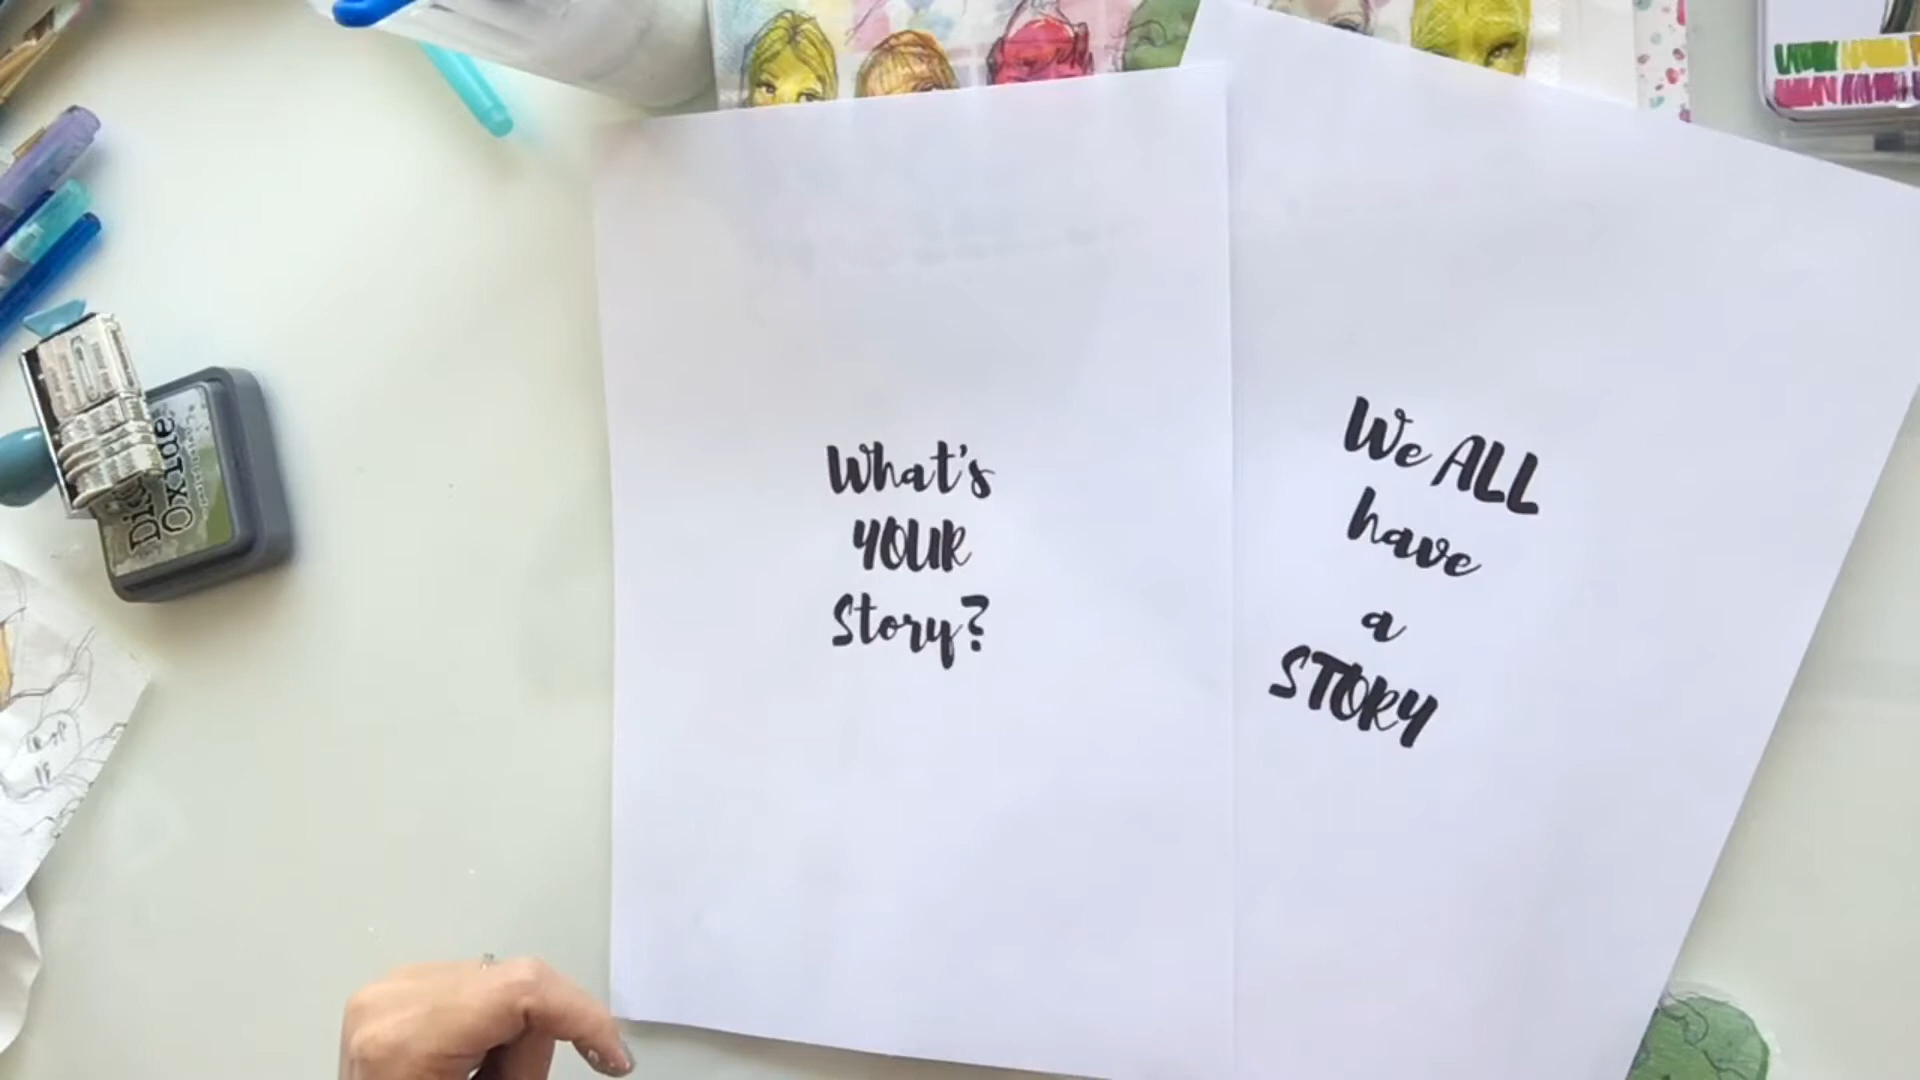 What's
YOUR
Story?
We ALL
have
a
STORY
Distress
Oxide